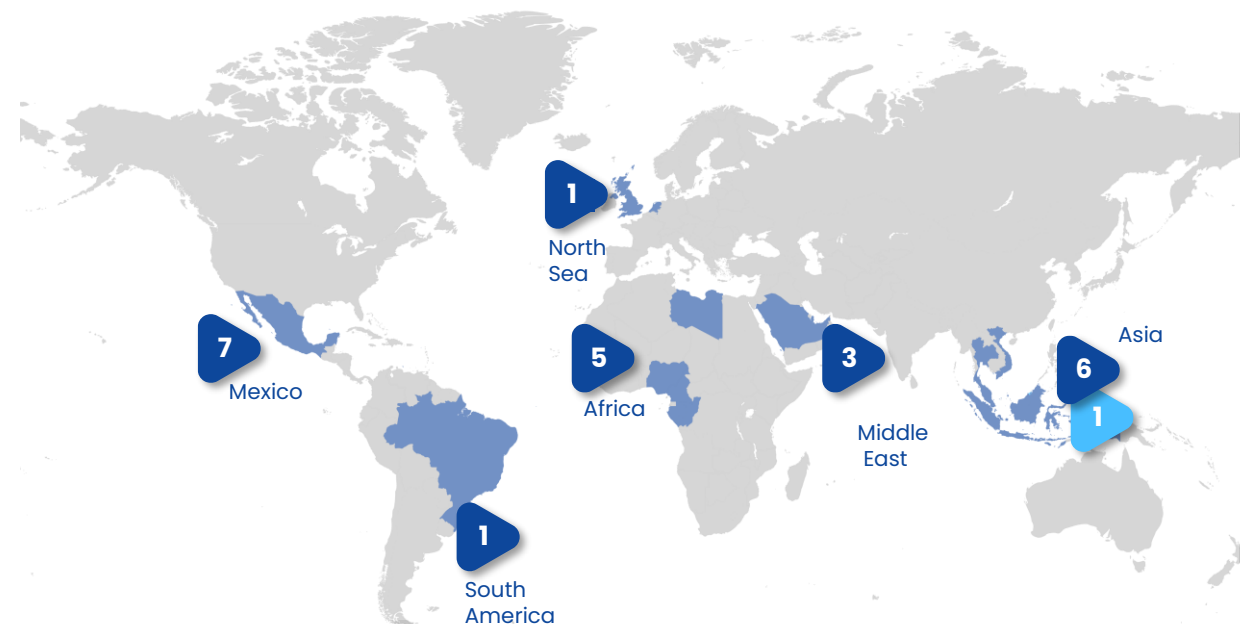 1
North
Sea
7
Mexico
5
Africa
3
Middle
East
Asia
6
1
1
South
America